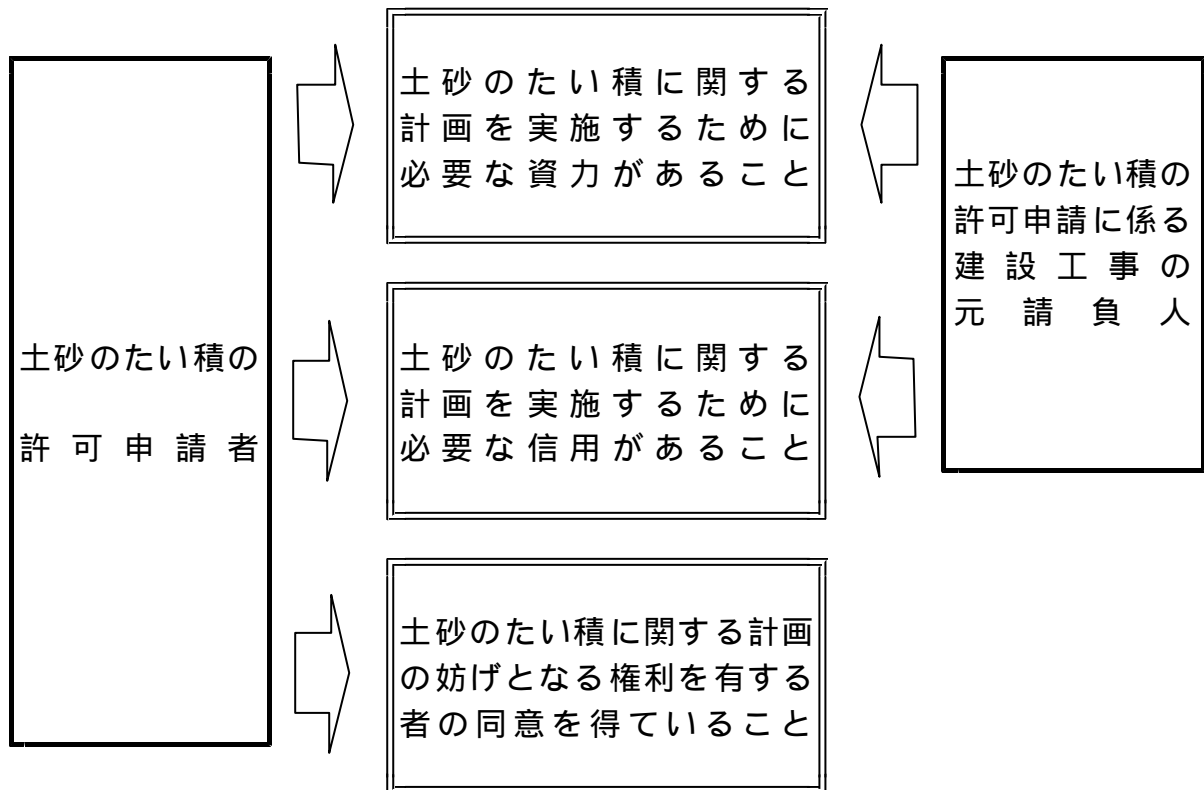 土砂のたい積の
許可申請者
土砂のたい積に関する
計画を実施するために
必要な資力があること
土砂のたい積に関する
計画を実施するために
必要な信用があること
土砂のたい積に関する計画
の妨げとなる権利を有する
者の同意を得ていること
土砂のたい積の
許可申請に係る
建設工事の
元請負人